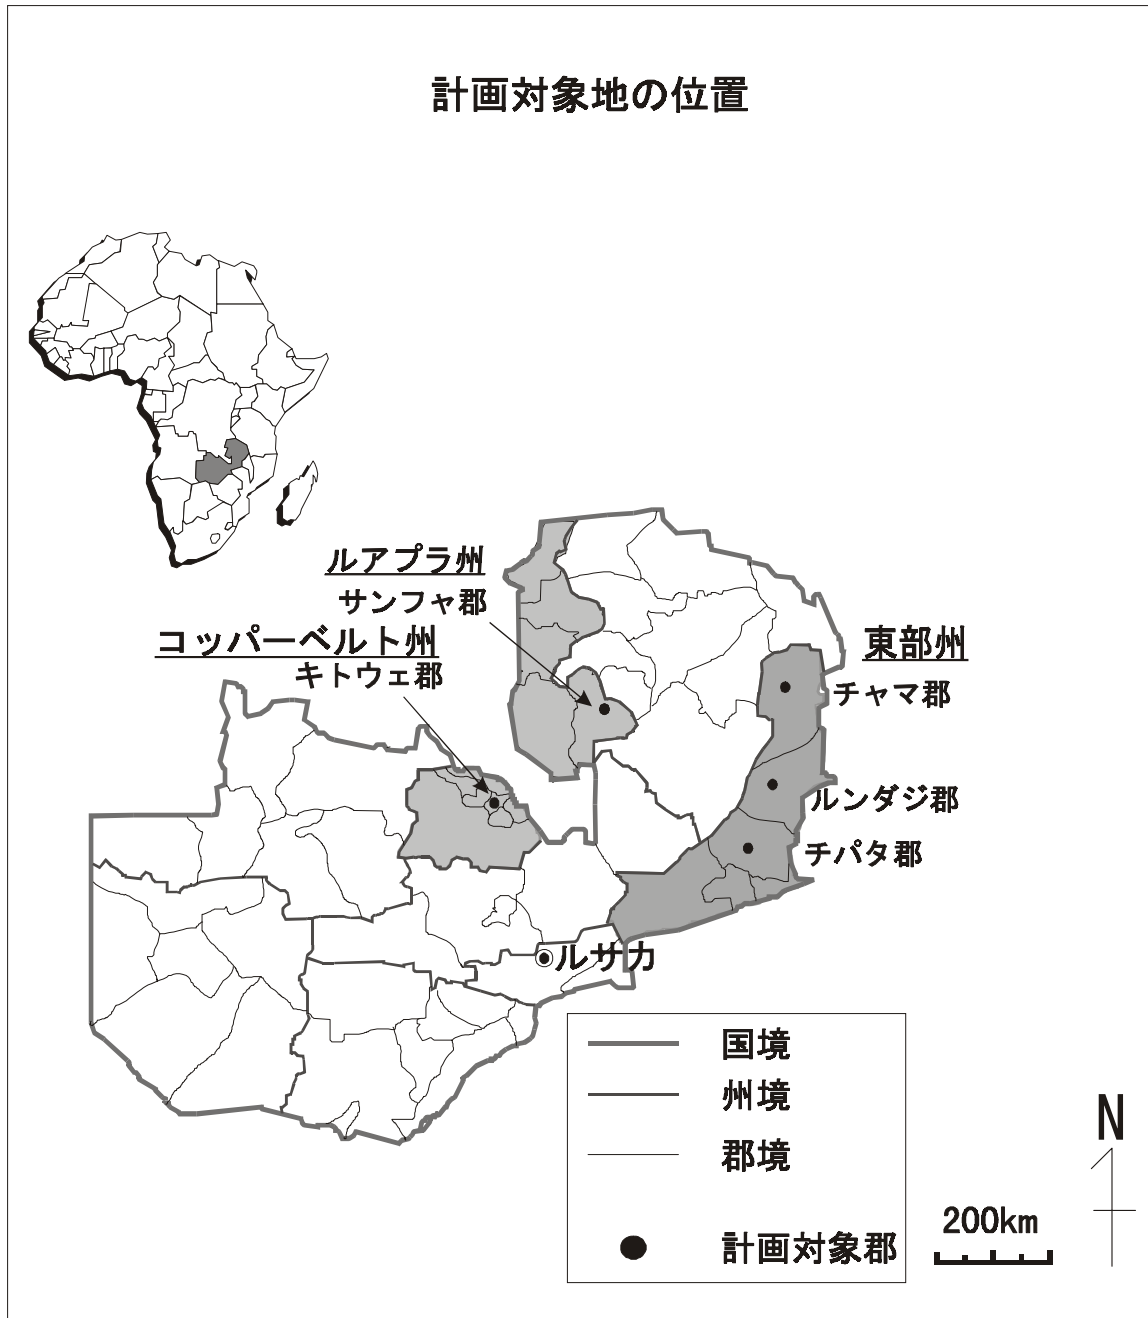 計画対象地の位置
ルアプラ州
サンフャ郡
コッパーベルト州
キトウェ郡
東部州
チャマ郡
ルンダジ郡
チパタ郡
ルサカ
国境
州境
郡境
計画対象郡
N
200km